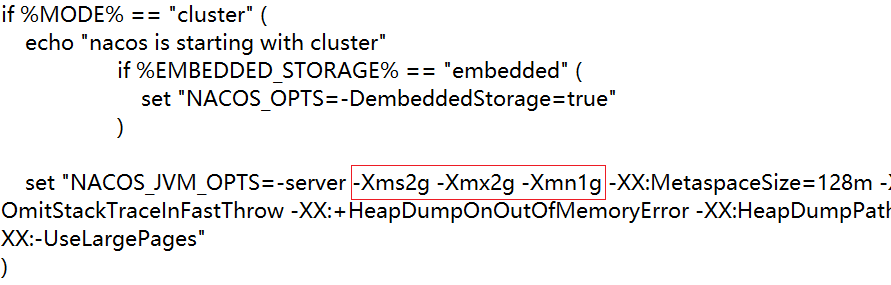 if %MODE% == "cluster" (
echo "nacos is starting with cluster"
if %EMBEDDED_STORAGE% == "embedded" (
set "NACOS_OPTS=-DembeddedStorage=true"
)
set "NACOS_JVM_OPTS=-server -Xms2g -Xmx2g -Xmn1g -XX:MetaspaceSize=128m -X
OmitStackTraceInFastThrow -XX:+HeapDumpOnOutOfMemoryError -XX:HeapDumpPath
XX:-UseLargePages"
)